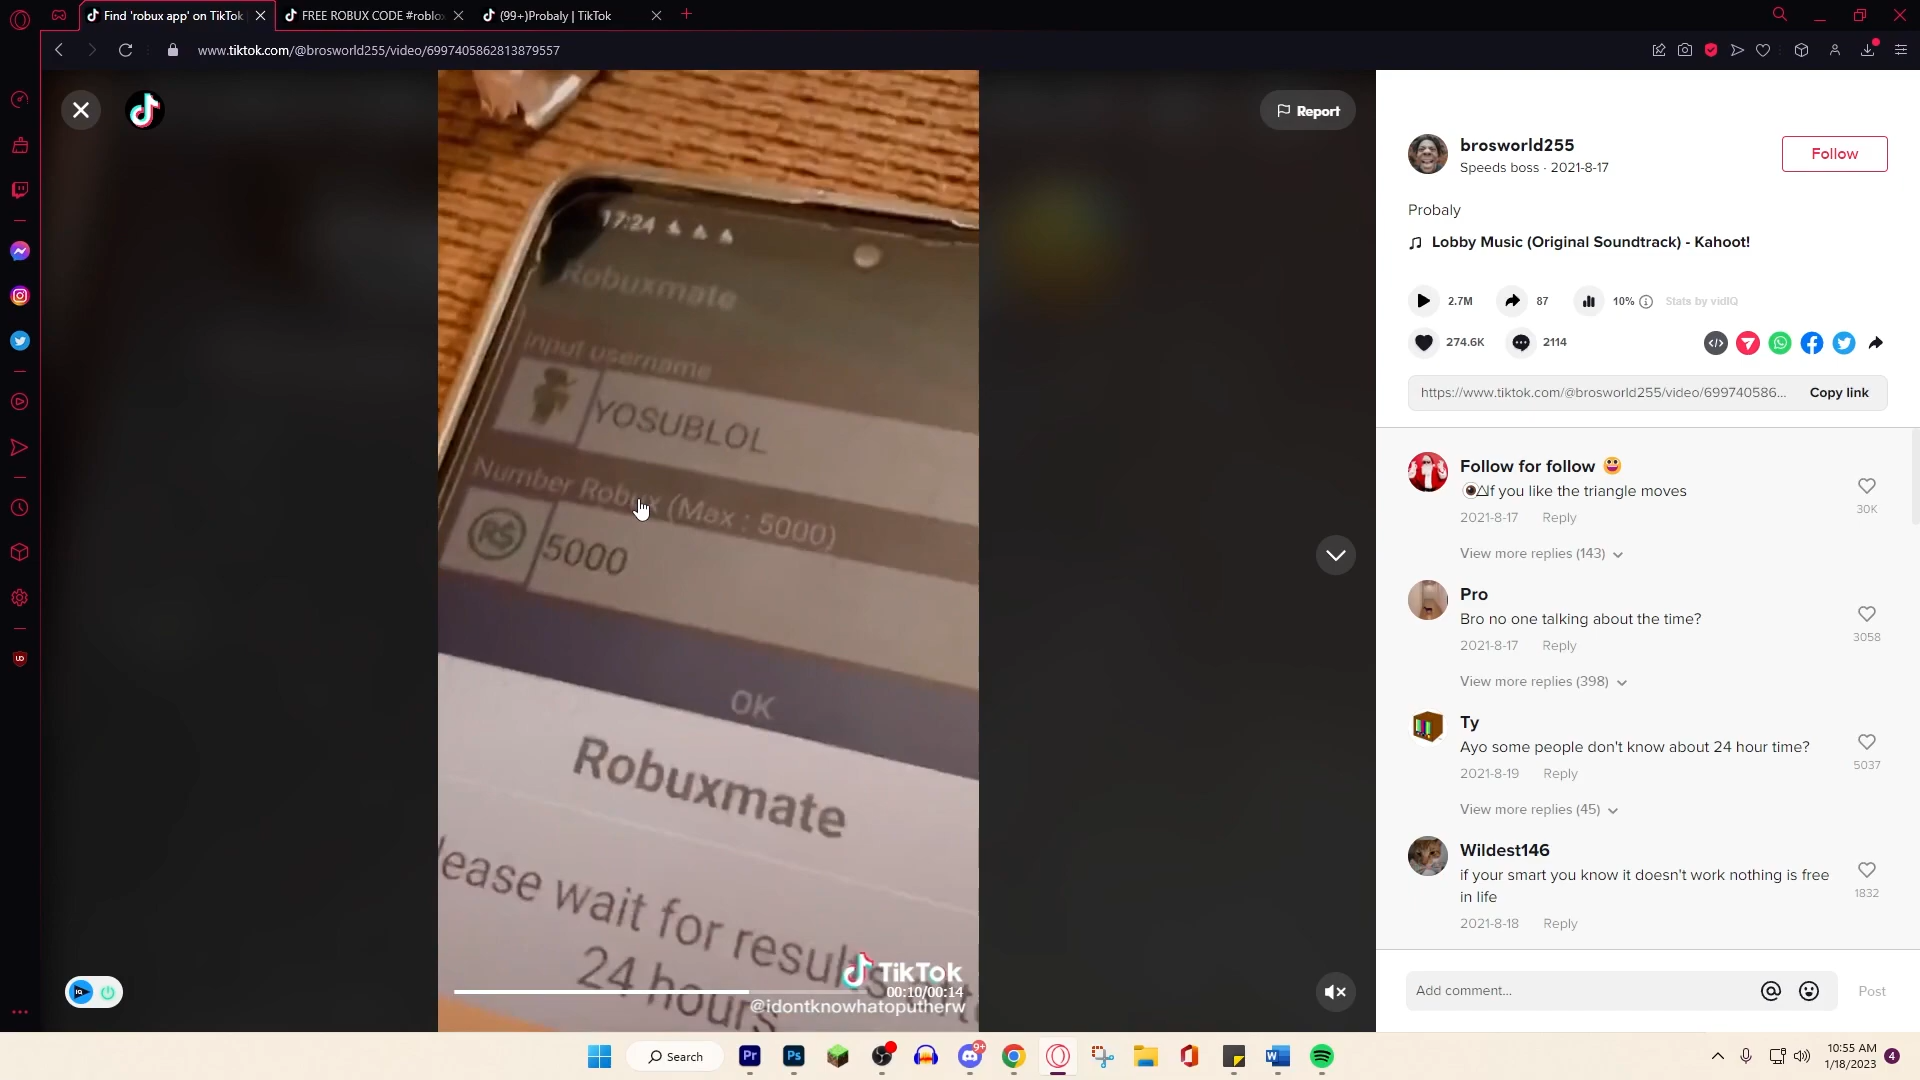 Find 'robux app' on TikTok
FREE ROBUX CODE #roblo
(99+)Probaly | TikTok
www.tiktok.com/@brosworld255/video/6997405862813879557
Report
17:24
Robuxmate
Input username
YOSUBLOL
Number Robux (Max : 5000)
R$
5000
OK
Robuxmate
lease wait for results
24 hours
TikTok
00:10/00:14
@idontknowhatoputherw
brosworld255
Speeds boss · 2021-8-17
Follow
Probaly
Lobby Music (Original Soundtrack) - Kahoot!
2.7M
87
10%
Stats by vidIQ
274.6K
2114
https://www.tiktok.com/@brosworld255/video/699740586...
Copy link
Follow for follow 😀
👁️△If you like the triangle moves
2021-8-17 Reply
30K
View more replies (143)
Pro
Bro no one talking about the time?
3058
2021-8-17 Reply
View more replies (398)
Ty
Ayo some people don't know about 24 hour time?
5037
2021-8-19 Reply
View more replies (45)
Wildest146
if your smart you know it doesn't work nothing is free
in life
1832
2021-8-18 Reply
Add comment...
@
Post
IQ
UD
Search
Pr
Ps
9+
W
10:55 AM
1/18/2023
4